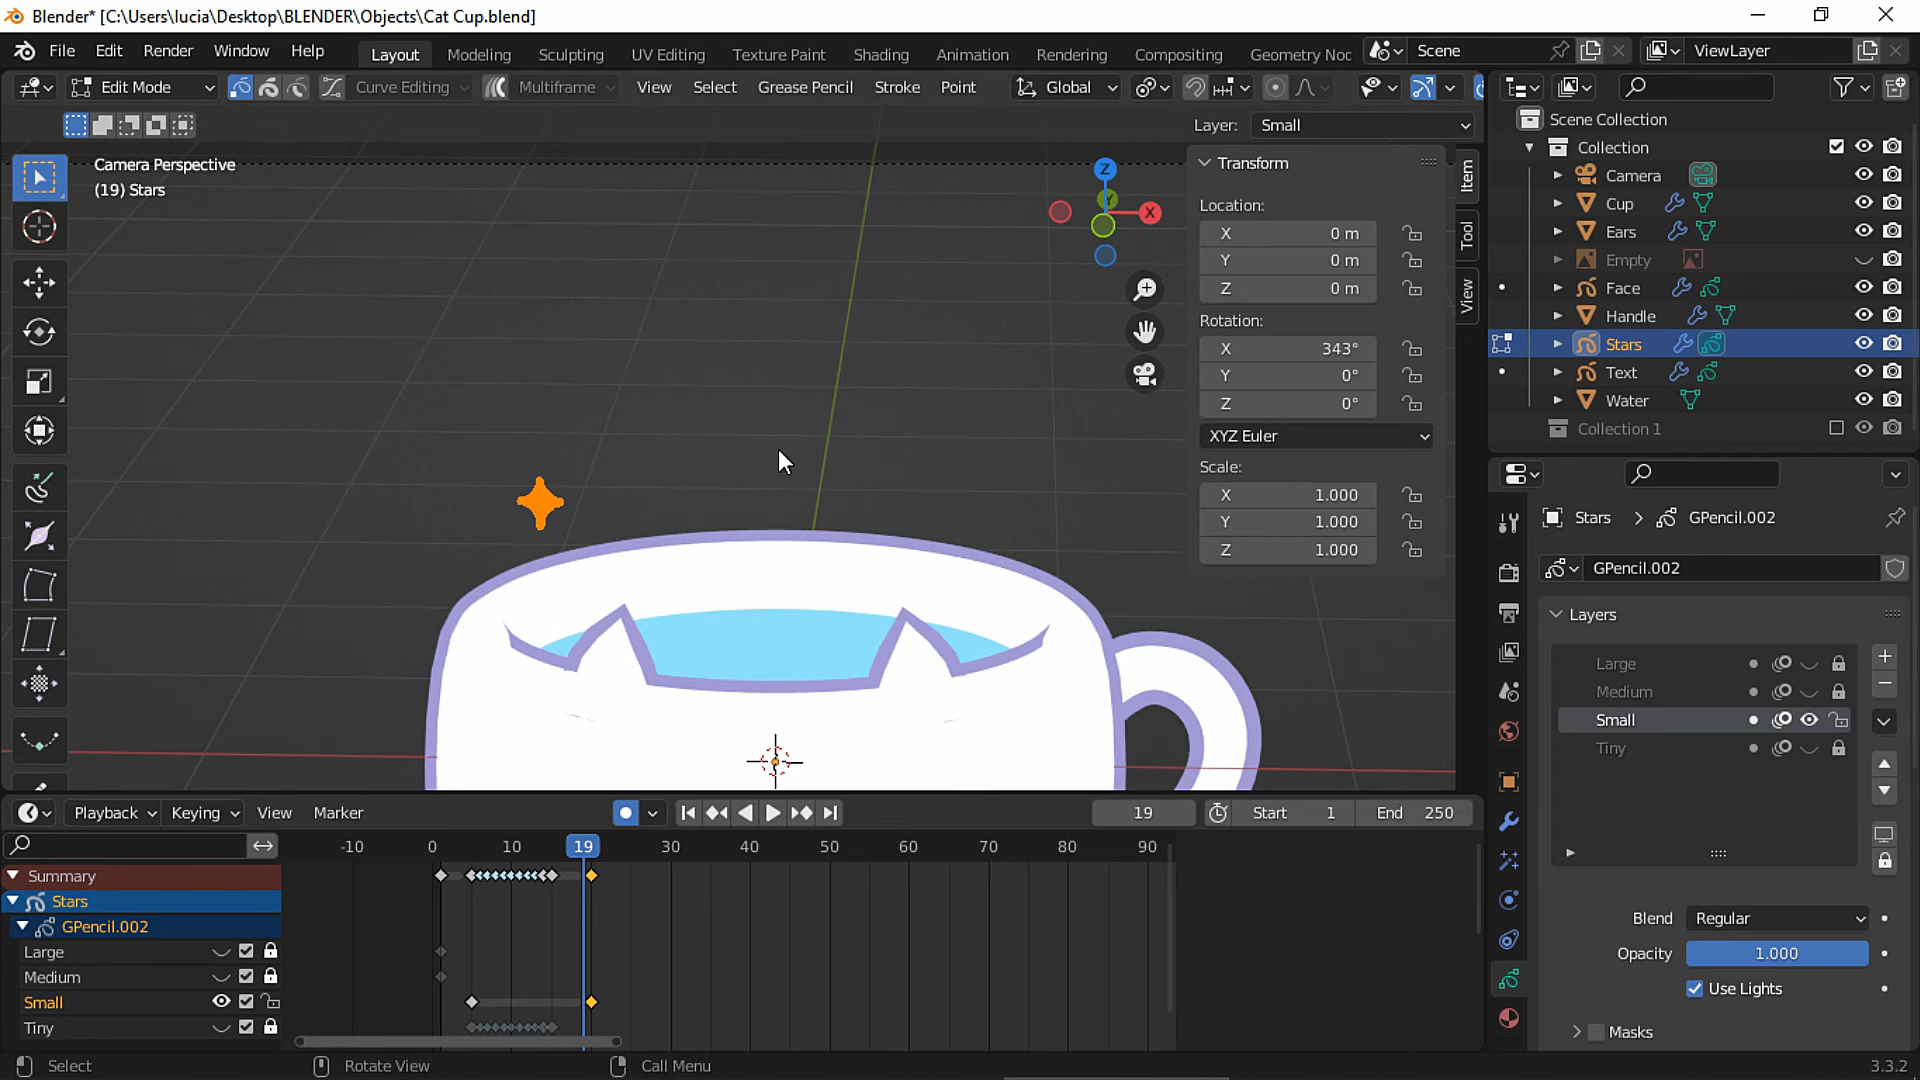 Blender* [C:\Users\lucia\Desktop\BLENDER\Objects\Cat Cup.blend]
File Edit Render Window Help Layout Modeling Sculpting UV Editing Texture Paint Shading Animation Rendering Compositing Geometry Noc Scene ViewLayer
Edit Mode Curve Editing Multiframe View Select Grease Pencil Stroke Point Global
Layer: Small
Camera Perspective
(19) Stars
Z
Y
X
Transform
Location:
X 0 m
Y 0 m
Z 0 m
Rotation:
X 343°
Y 0°
Z 0°
XYZ Euler
Scale:
X 1.000
Y 1.000
Z 1.000
Item
Tool
View
Scene Collection
Collection
Camera
Cup
Ears
Empty
Face
Handle
Stars
Text
Water
Collection 1
Stars > GPencil.002
GPencil.002
Layers
Large
Medium
Small
Tiny
Blend Regular
Opacity 1.000
Use Lights
Masks
Playback Keying View Marker 19 Start 1 End 250
-10 0 10 19 30 40 50 60 70 80 90
Summary
Stars
GPencil.002
Large
Medium
Small
Tiny
Select Rotate View Call Menu 3.3.2